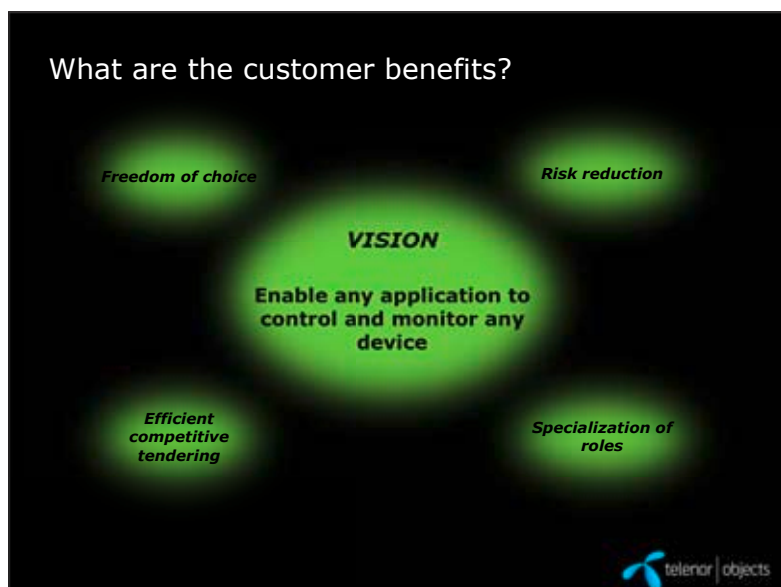 What are the customer benefits?
Freedom of choice
Risk reduction
VISION
Enable any application to
control and monitor any
device
Efficient
competitive
tendering
Specialization of
roles
telenor | objects